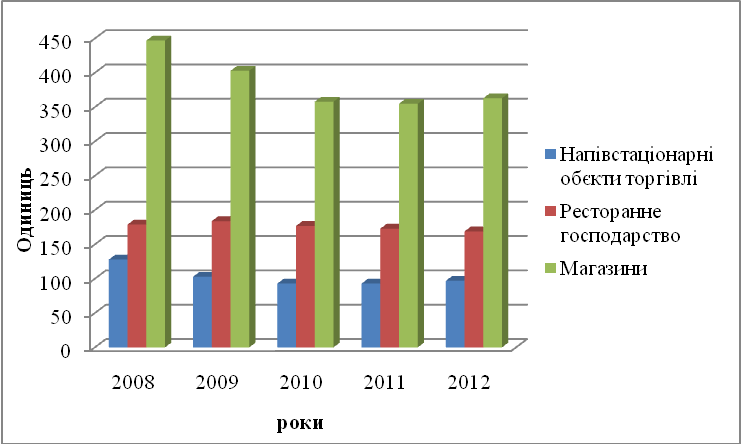 450
400
350
300
250
200
150
100
50
0
Одиниць
2008 2009 2010 2011 2012
роки
Напівстаціонарні
обєкти торгівлі
Ресторанне
господарство
Магазини